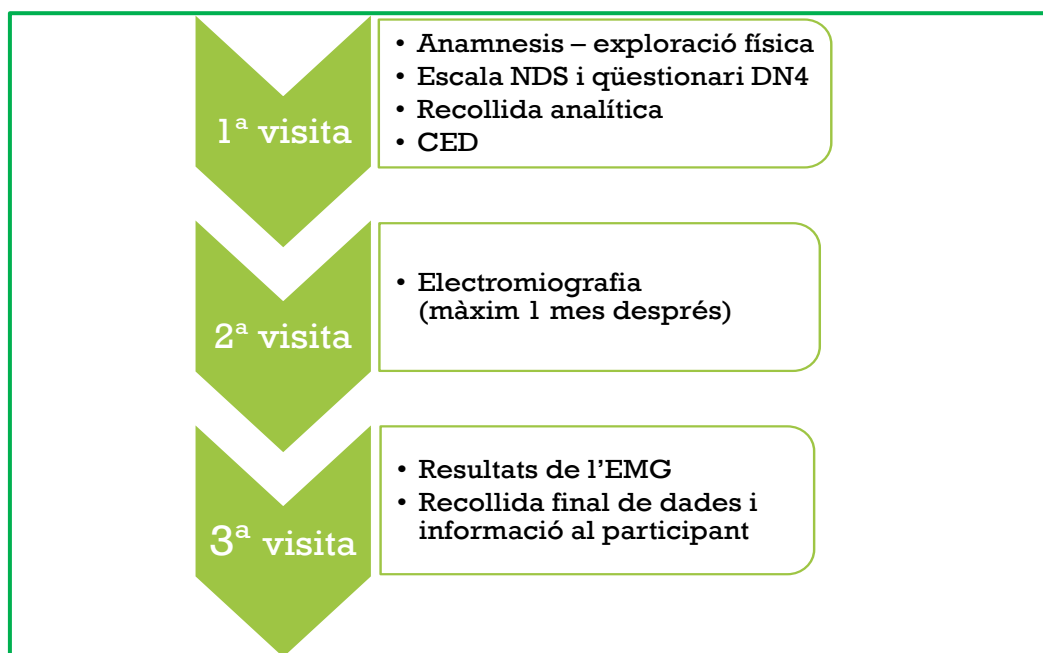 1ª visita
• Anamnesis – exploració física
• Escala NDS i qüestionari DN4
• Recollida analítica
• CED
2ª visita
• Electromiografia
(màxim 1 mes després)
3ª visita
• Resultats de l’EMG
• Recollida final de dades i
informació al participant